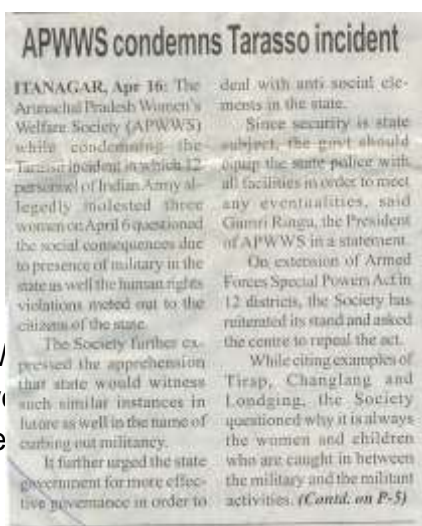 APWWS condemns Tarasso incident
ITANAGAR, Apr 16: The
Arunachal Pradesh Women's
Welfare Society (APWWS)
while condemning the
Tarasso incident in which 12
personnel of Indian Army al-
legedly molested three
women on April 6 questioned
the social consequences due
to presence of military in the
state as well the human rights
violations meted out to the
citizens of the state.
The Society further ex-
pressed the apprehension
that state would witness
such similar instances in
future as well in the name of
curbing out militancy.
It further urged the state
government for more effec-
tive governance in order to
deal with anti social ele-
ments in the state.
Since security is state
subject, the govt should
equip the state police with
all facilities in order to meet
any eventualities, said
Gumri Ringu, the President
of APWWS in a statement.
On extension of Armed
Forces Special Powers Act in
12 districts, the Society has
reiterated its stand and asked
the centre to repeal the act.
While citing examples of
Tirap, Changlang and
Longding, the Society
questioned why it is always
the women and children
who are caught in between
the military and the militant
activities. (Contd. on P-5)